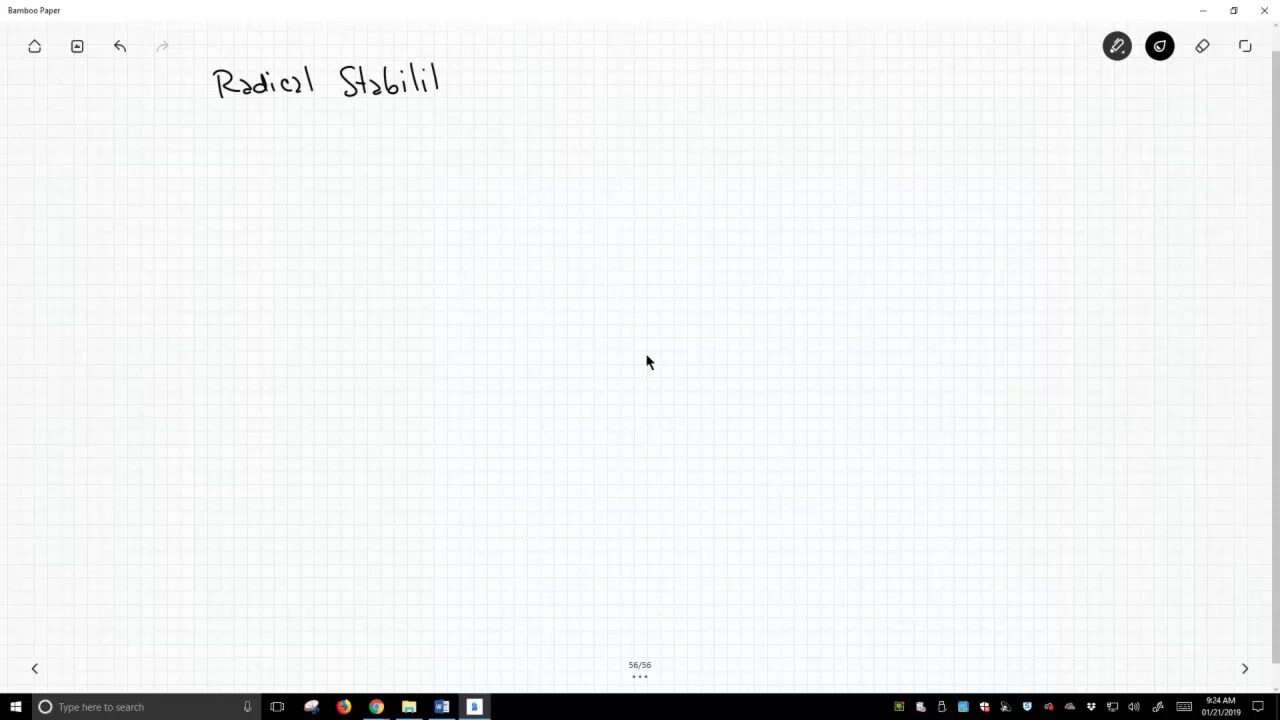 Bamboo Paper
Radical Stabilil
56/56
Type here to search
9:24 AM
01/21/2019